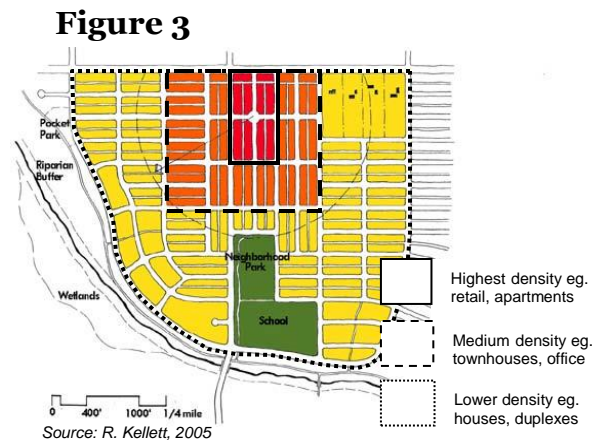 Figure 3
Pocket
Park
Riparian
Buffer
Wetlands
Neighborhood
Park
School
Highest density eg.
retail, apartments
Medium density eg.
townhouses, office
Lower density eg.
houses, duplexes
0 400' 1000' 1/4 mile
Source: R. Kellett, 2005